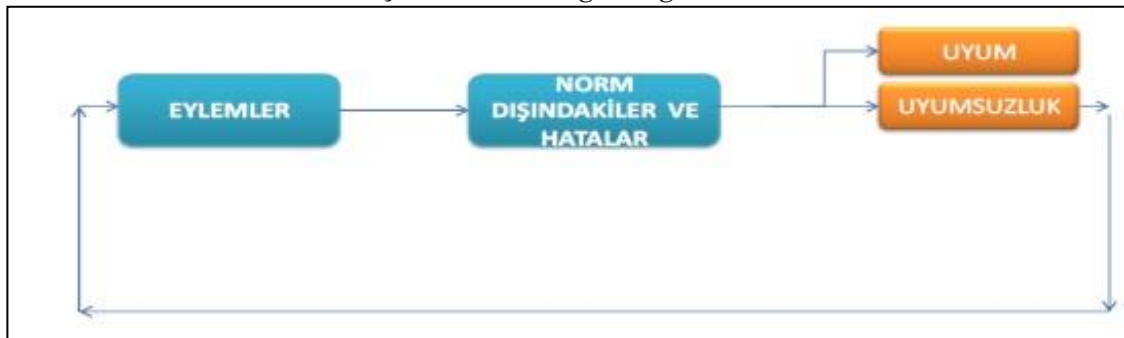 EYLEMLER
NORM
DIŞINDAKİLER VE
HATALAR
UYUM
UYUMSUZLUK